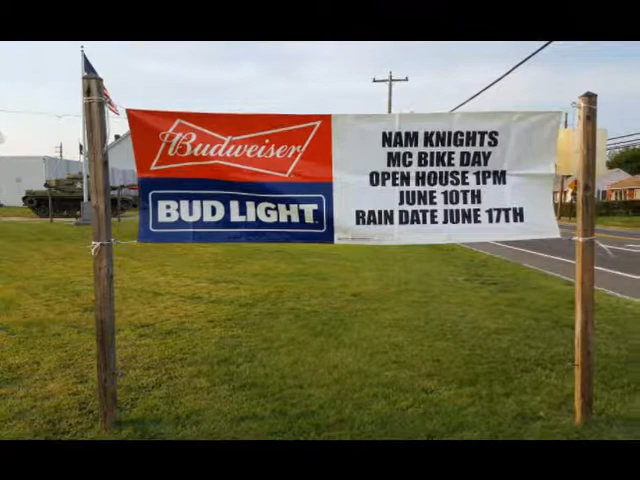 Budweiser
BUD LIGHT
NAM KNIGHTS
MC BIKE DAY
OPEN HOUSE 1PM
JUNE 10TH
RAIN DATE JUNE 17TH